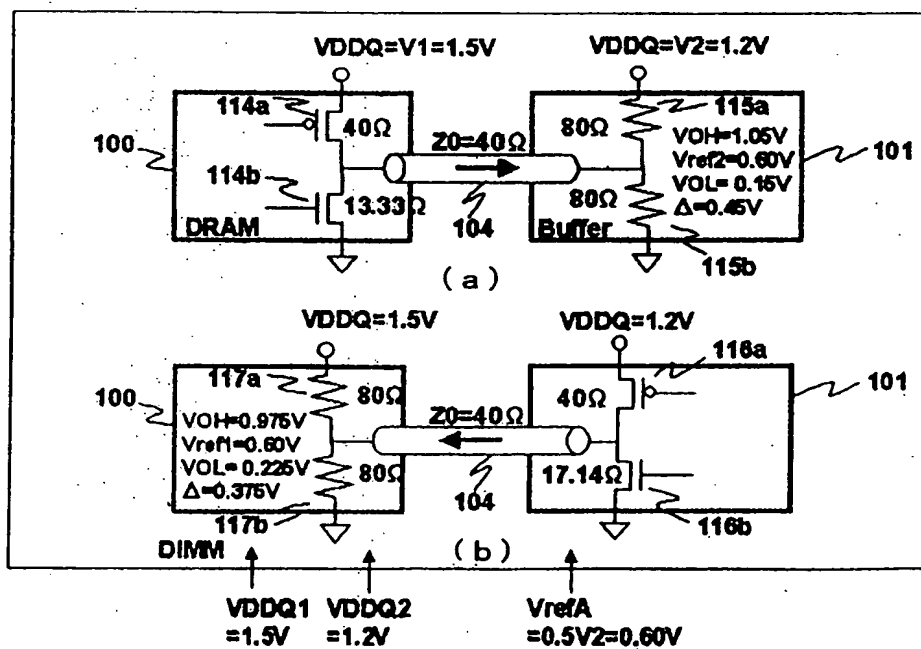 VDDQ=V1=1.5V VDDQ=V2=1.2V
114a 115a
100 40Ω Z0=40Ω 80Ω VOH=1.05V 101
Vref2=0.60V
114b 80Ω VOL= 0.15V
13.33Ω Δ=0.45V
DRAM 104 Buffer
115b
(a)
VDDQ=1.5V VDDQ=1.2V
116a
117a
100 80Ω 40Ω 101
VOH=0.975V Z0=40Ω
Vref1=0.60V
VOL= 0.225V 80Ω 17.14Ω
Δ=0.375V
117b 104 116b
DIMM (b)
VDDQ1 VDDQ2 VrefA
=1.5V =1.2V =0.5V2=0.60V